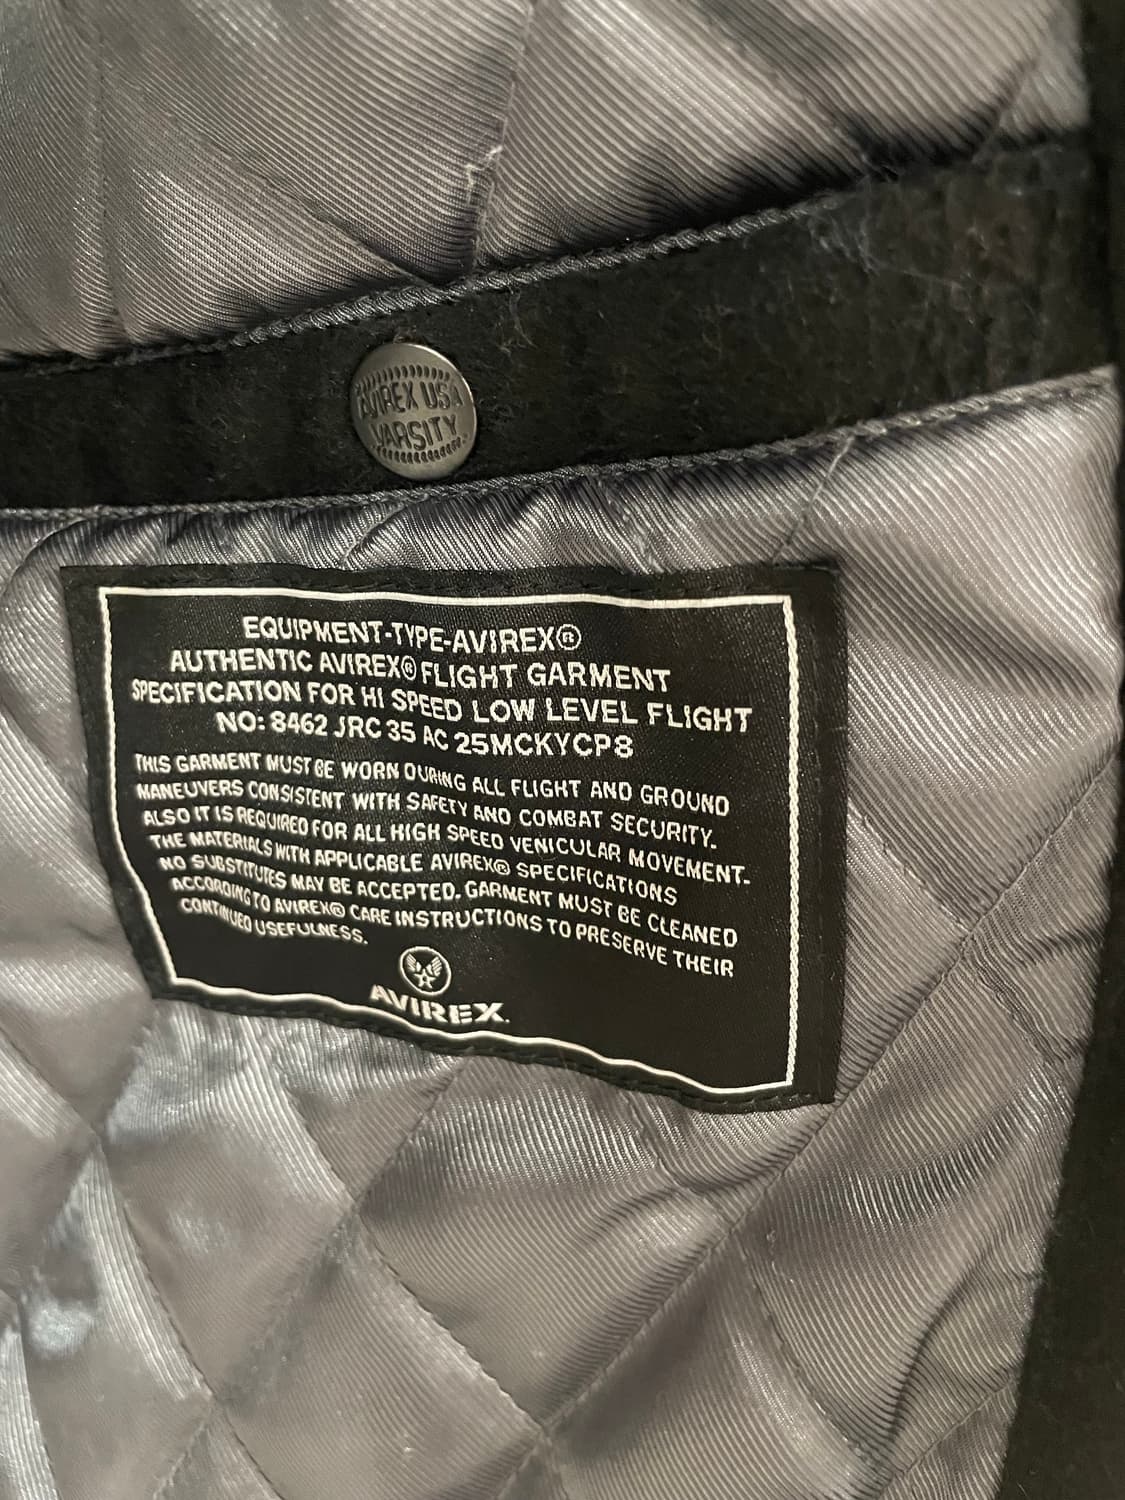 AVIREX USA
VARSITY
EQUIPMENT-TYPE-AVIREX®
AUTHENTIC AVIREX® FLIGHT GARMENT
SPECIFICATION FOR HI SPEED LOW LEVEL FLIGHT
NO: 8462 JRC 35 AC 25MCKYCP8
THIS GARMENT MUST BE WORN DURING ALL FLIGHT AND GROUND
MANEUVERS CONSISTENT WITH SAFETY AND COMBAT SECURITY.
ALSO IT IS REQUIRED FOR ALL HIGH SPEED VENICULAR MOVEMENT.
THE MATERIALS WITH APPLICABLE AVIREX® SPECIFICATIONS
NO SUBSTITUTES MAY BE ACCEPTED. GARMENT MUST BE CLEANED
ACCORDING TO AVIREX® CARE INSTRUCTIONS TO PRESERVE THEIR
CONTINUED USEFULNESS.
AVIREX.